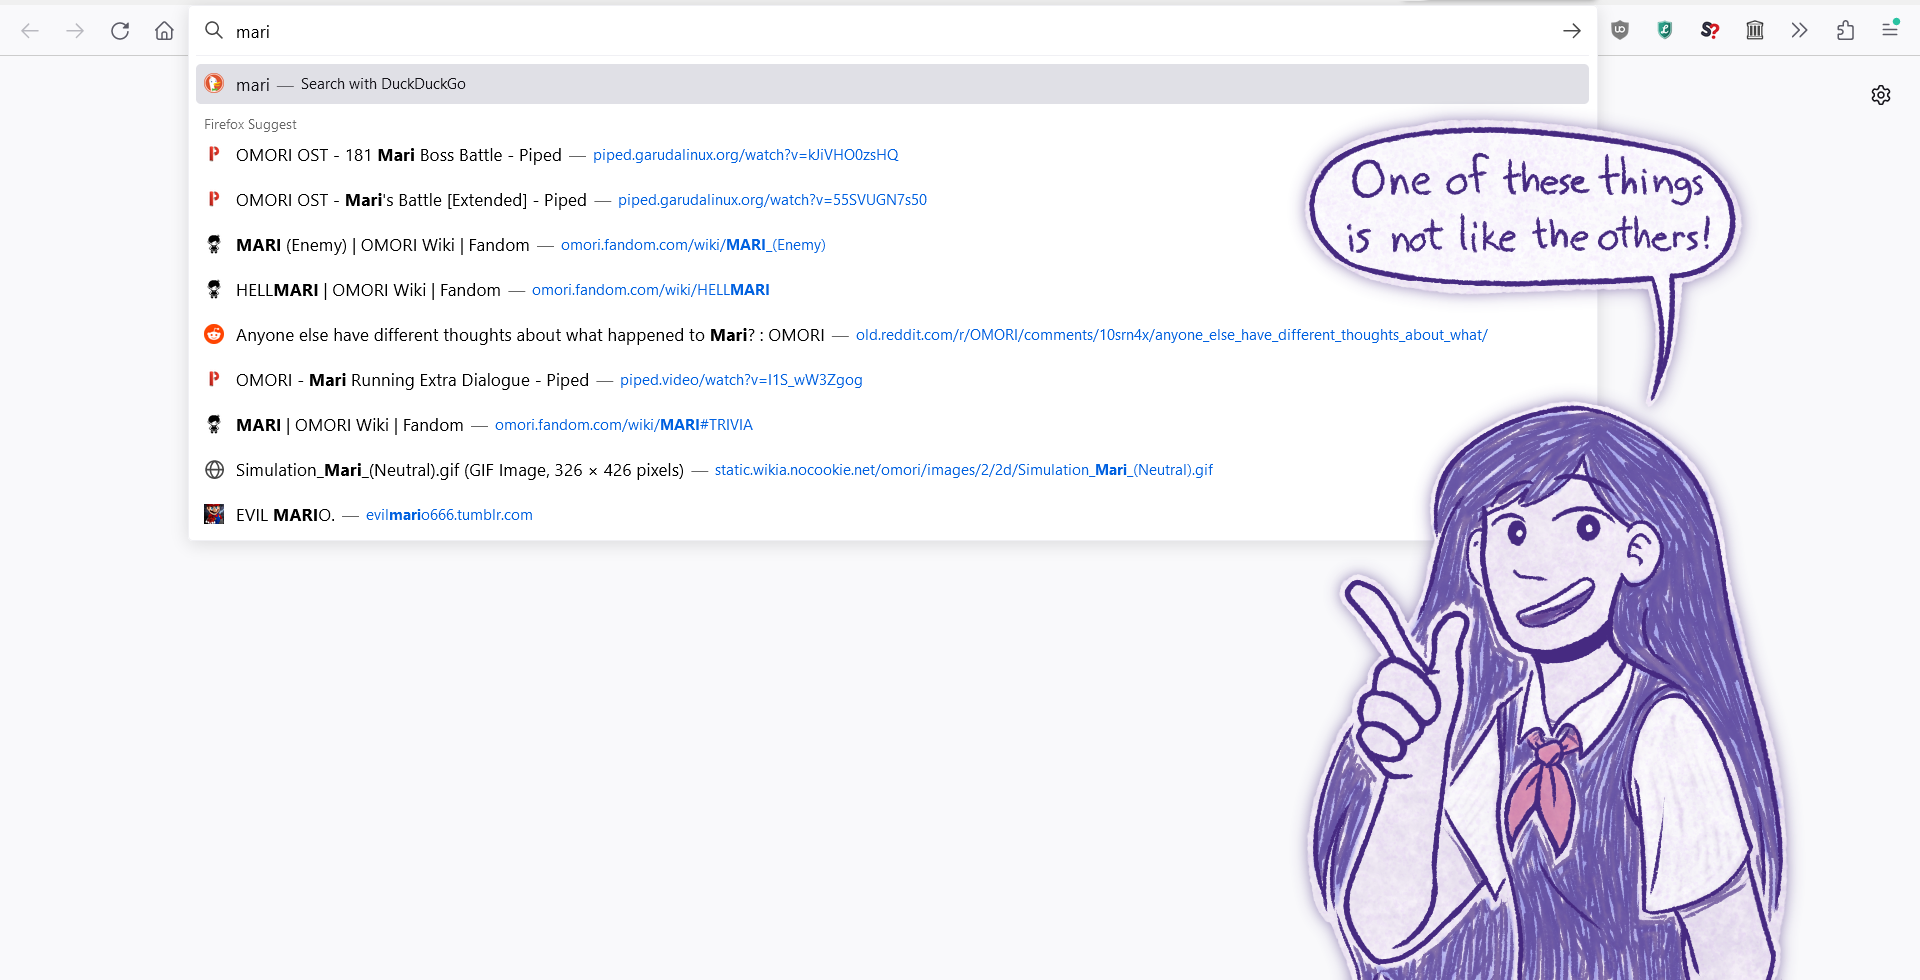 mari
mari — Search with DuckDuckGo
Firefox Suggest
OMORI OST - 181 Mari Boss Battle - Piped — piped.garudalinux.org/watch?v=kJiVHO0zsHQ
OMORI OST - Mari's Battle [Extended] - Piped — piped.garudalinux.org/watch?v=55SVUGN7s50
MARI (Enemy) | OMORI Wiki | Fandom — omori.fandom.com/wiki/MARI_(Enemy)
HELLMARI | OMORI Wiki | Fandom — omori.fandom.com/wiki/HELLMARI
Anyone else have different thoughts about what happened to Mari? : OMORI — old.reddit.com/r/OMORI/comments/10srn4x/anyone_else_have_different_thoughts_about_what/
OMORI - Mari Running Extra Dialogue - Piped — piped.video/watch?v=I1S_wW3Zgog
MARI | OMORI Wiki | Fandom — omori.fandom.com/wiki/MARI#TRIVIA
Simulation_Mari_(Neutral).gif (GIF Image, 326 × 426 pixels) — static.wikia.nocookie.net/omori/images/2/2d/Simulation_Mari_(Neutral).gif
EVIL MARIO. — evilmario666.tumblr.com
One of these things
is not like the others!